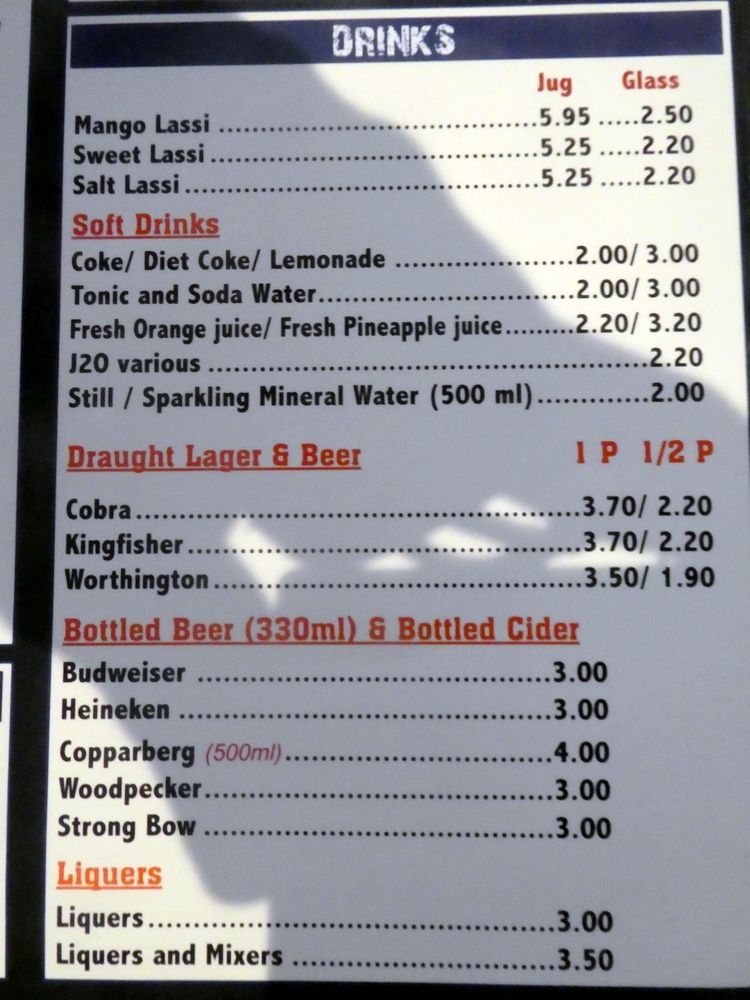 DRINKS
Jug Glass
Mango Lassi ................................5.95 .....2.50
Sweet Lassi.................................5.25 .....2.20
Salt Lassi...................................5.25 .....2.20
Soft Drinks
Coke/ Diet Coke/ Lemonade ..................2.00/ 3.00
Tonic and Soda Water..........................2.00/ 3.00
Fresh Orange juice/ Fresh Pineapple juice.......2.20/ 3.20
J2O various ............................................2.20
Still / Sparkling Mineral Water (500 ml)............2.00
Draught Lager & Beer 1 P 1/2 P
Cobra.............................................3.70/ 2.20
Kingfisher.......................................3.70/ 2.20
Worthington.....................................3.50/ 1.90
Bottled Beer (330ml) & Bottled Cider
Budweiser ....................................3.00
Heineken ......................................3.00
Copparberg (500ml)...........................4.00
Woodpecker...................................3.00
Strong Bow ...................................3.00
Liquers
Liquers.........................................3.00
Liquers and Mixers ..........................3.50